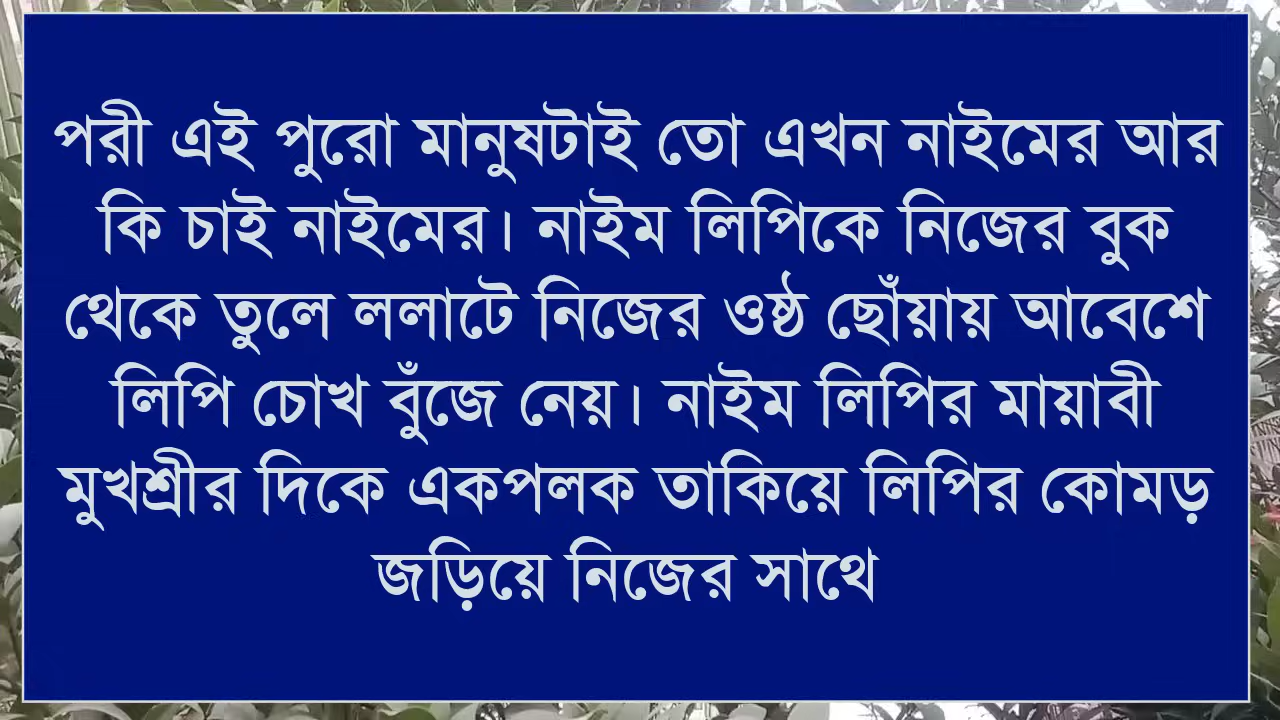 পরী এই পুরো মানুষটাই তো এখন নাইমের আর
কি চাই নাইমের। নাইম লিপিকে নিজের বুক
থেকে তুলে ললাটে নিজের ওষ্ঠ ছোঁয়ায় আবেশে
লিপি চোখ বুঁজে নেয়। নাইম লিপির মায়াবী
মুখশ্রীর দিকে একপলক তাকিয়ে লিপির কোমড়
জড়িয়ে নিজের সাথে